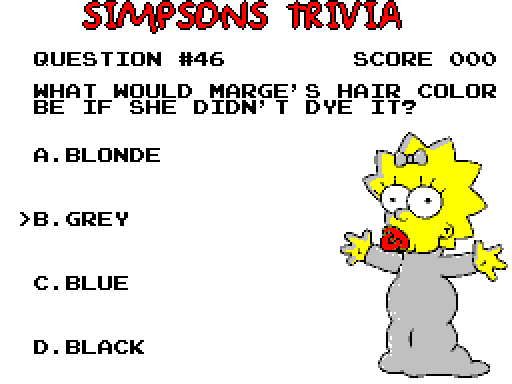 SIMPSONS TRIVIA
QUESTION #46 SCORE 000
WHAT WOULD MARGE'S HAIR COLOR
BE IF SHE DIDN'T DYE IT?
A.BLONDE
>B.GREY
C.BLUE
D.BLACK